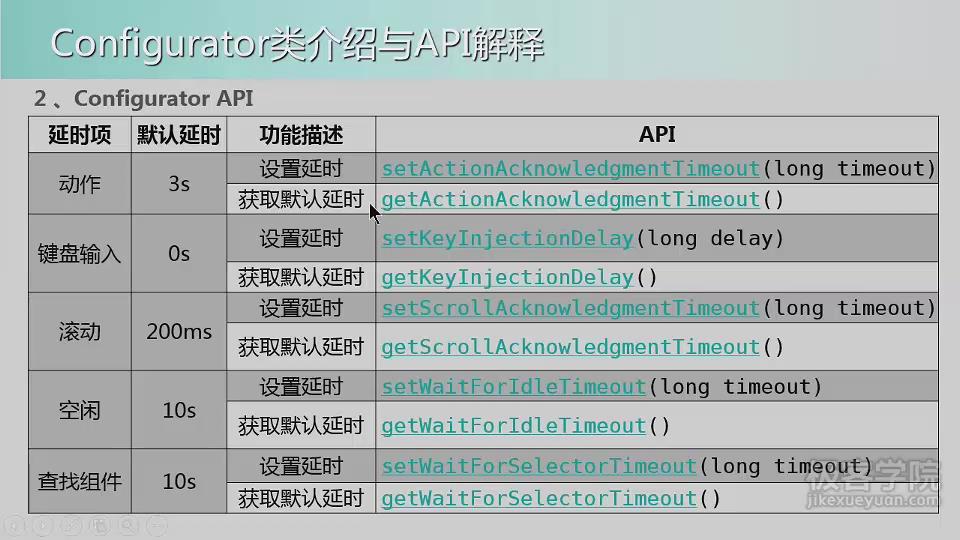 Configurator类介绍与API解释
2 、Configurator API
延时项 默认延时 功能描述 API
动作 3s 设置延时 setActionAcknowledgmentTimeout(long timeout)
获取默认延时 getActionAcknowledgmentTimeout()
键盘输入 0s 设置延时 setKeyInjectionDelay(long delay)
获取默认延时 getKeyInjectionDelay()
滚动 200ms 设置延时 setScrollAcknowledgmentTimeout(long timeout)
获取默认延时 getScrollAcknowledgmentTimeout()
空闲 10s 设置延时 setWaitForIdleTimeout(long timeout)
获取默认延时 getWaitForIdleTimeout()
查找组件 10s 设置延时 setWaitForSelectorTimeout(long timeout)
获取默认延时 getWaitForSelectorTimeout()
极客学院
jikexueyuan.com